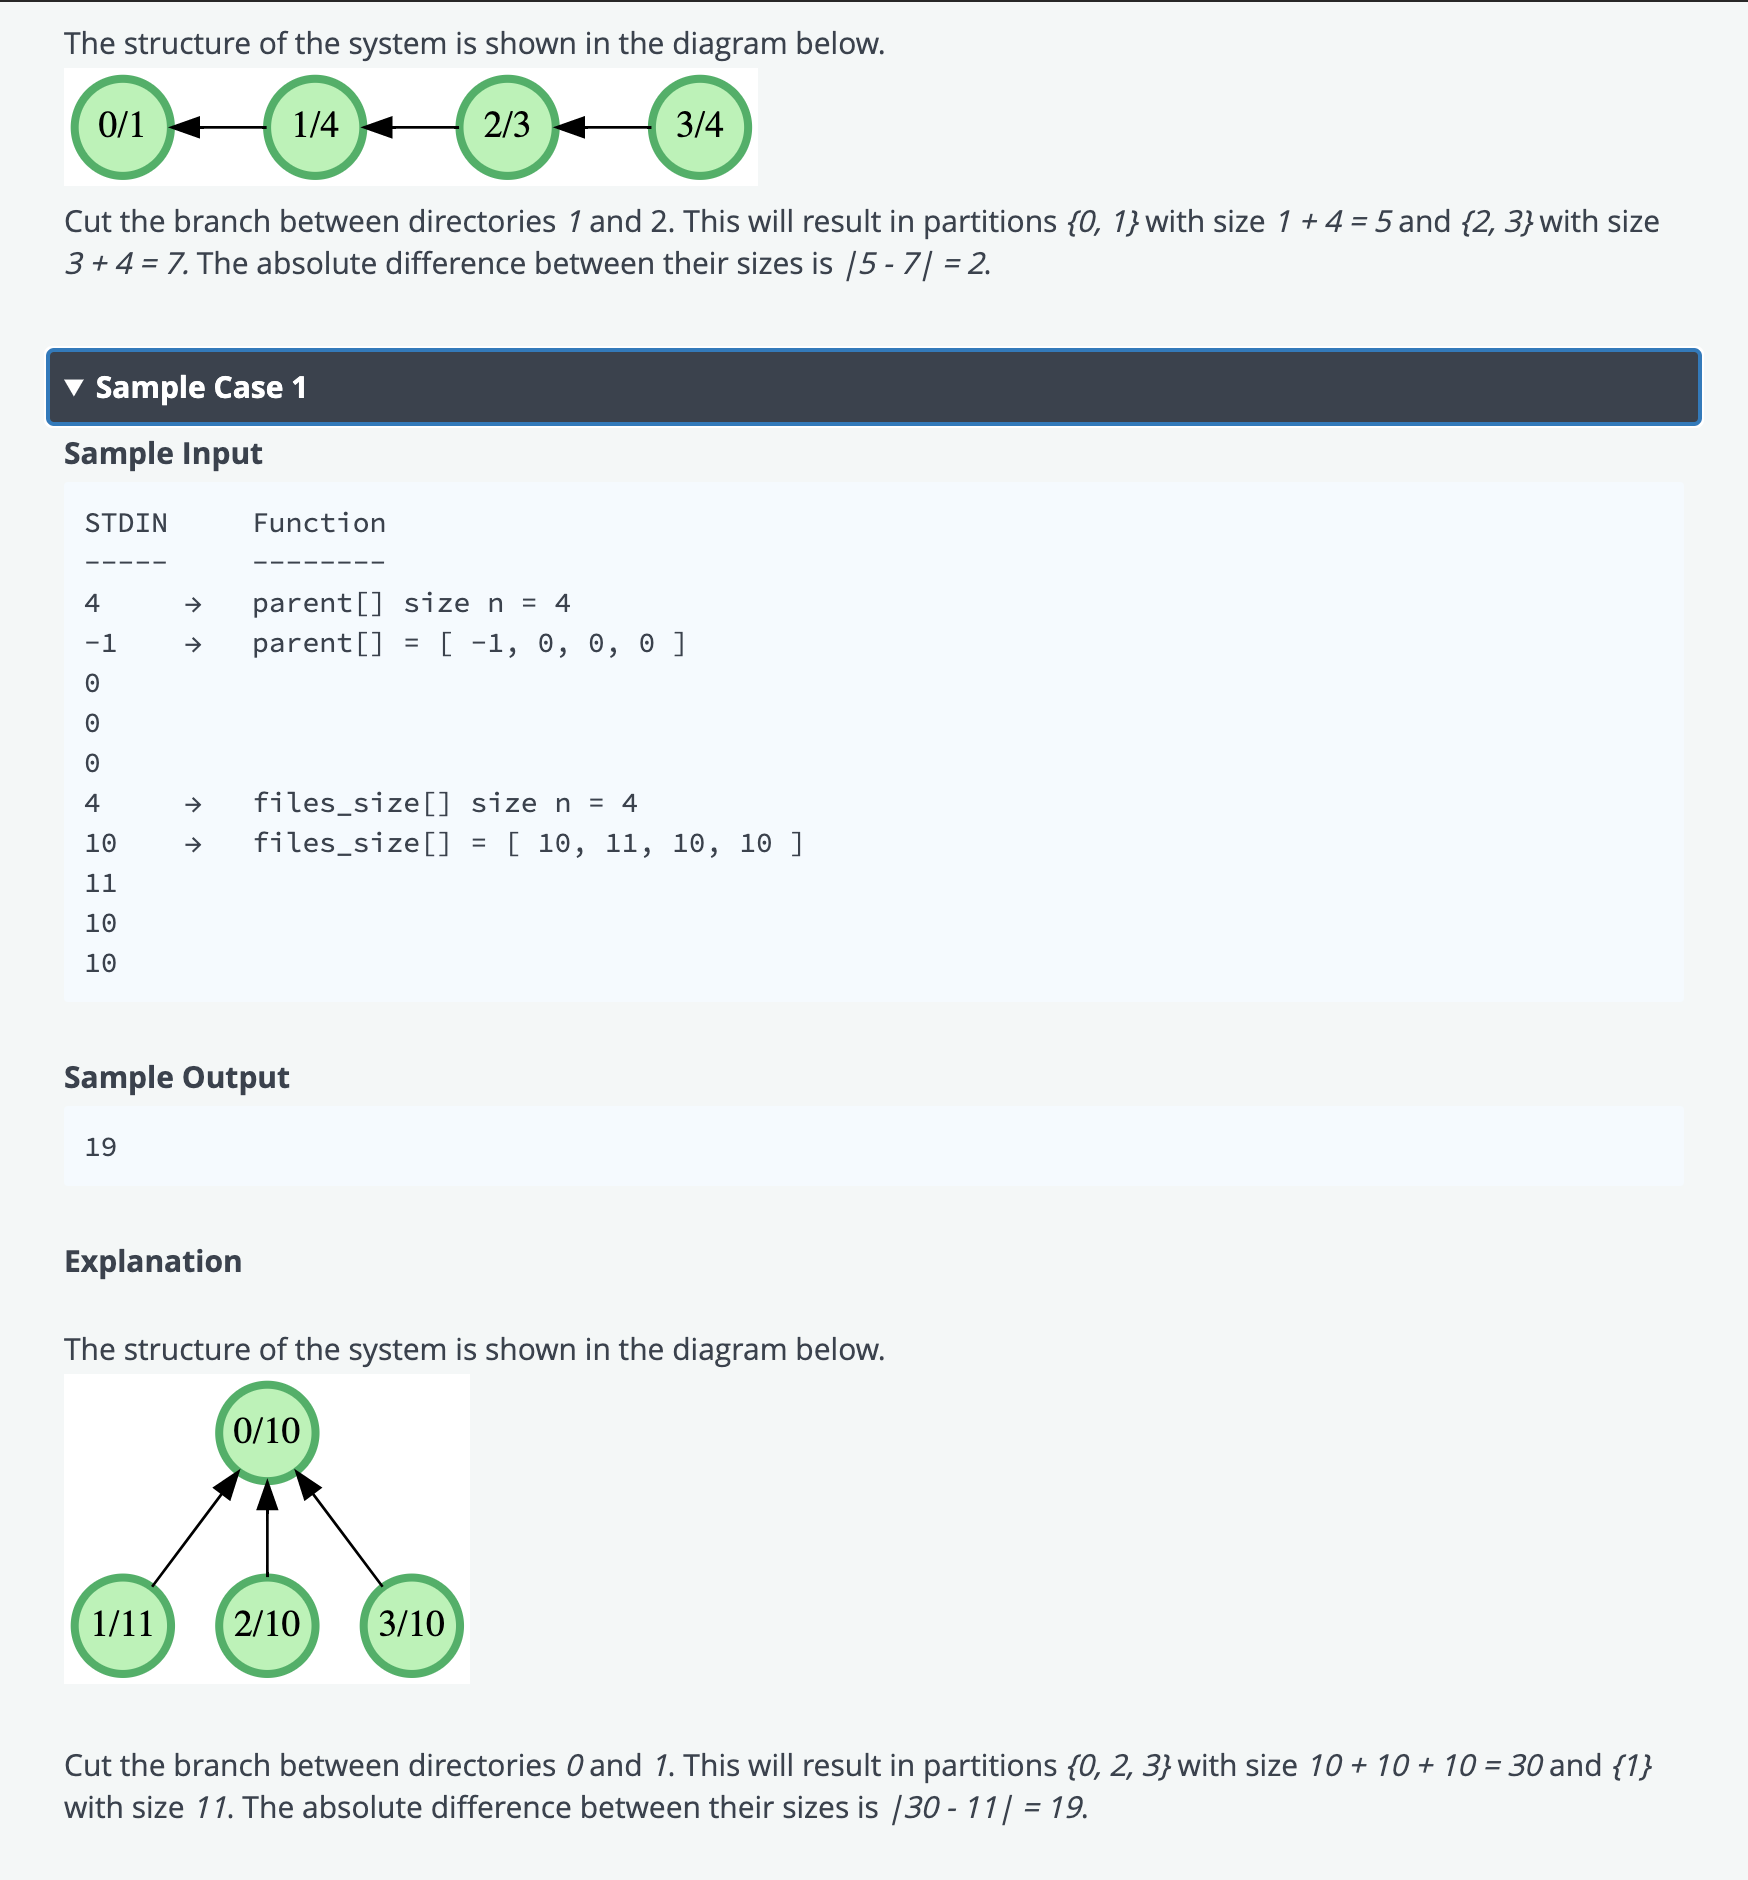 The structure of the system is shown in the diagram below.
0/1 1/4 2/3 3/4
Cut the branch between directories 1 and 2. This will result in partitions {0, 1} with size 1 + 4 = 5 and {2, 3} with size
3 + 4 = 7. The absolute difference between their sizes is |5 - 7| = 2.
▼ Sample Case 1
Sample Input
STDIN     Function
-----     --------
4     →   parent[] size n = 4
-1    →   parent[] = [ -1, 0, 0, 0 ]
0
0
0
4     →   files_size[] size n = 4
10    →   files_size[] = [ 10, 11, 10, 10 ]
11
10
10
Sample Output
19
Explanation
The structure of the system is shown in the diagram below.
0/10
1/11 2/10 3/10
Cut the branch between directories 0 and 1. This will result in partitions {0, 2, 3} with size 10 + 10 + 10 = 30 and {1}
with size 11. The absolute difference between their sizes is |30 - 11| = 19.